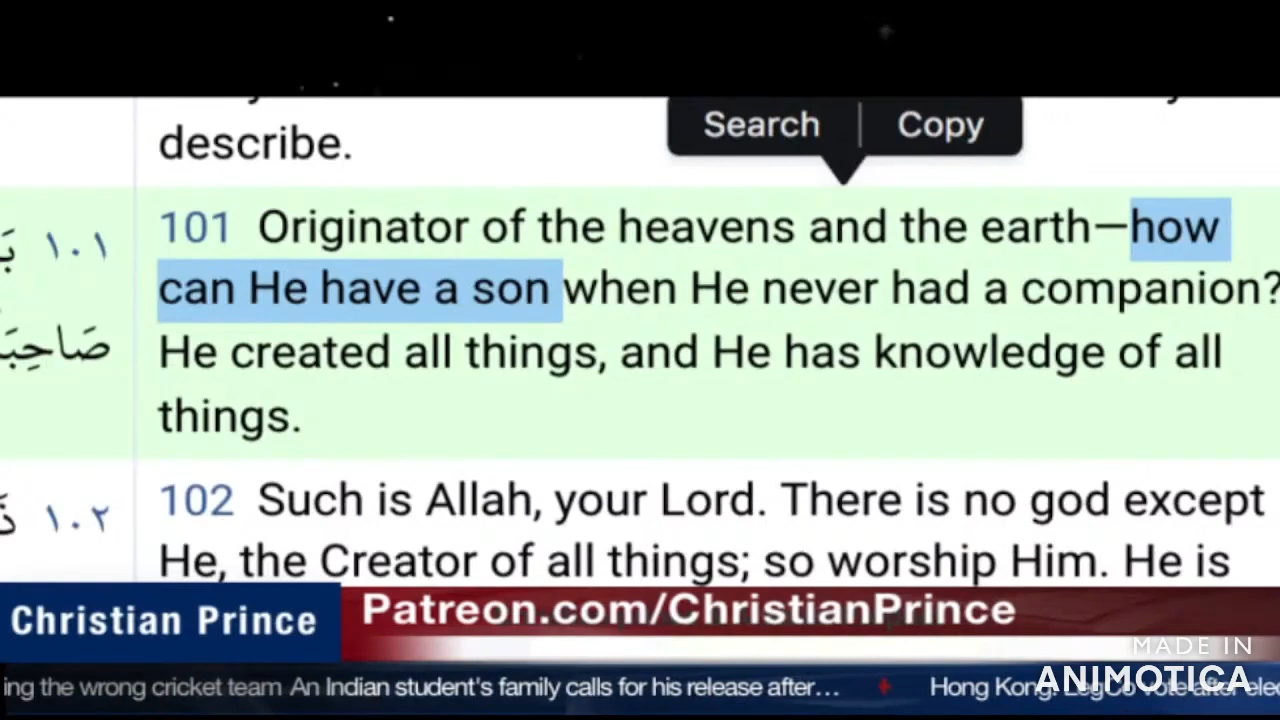 describe.
Search Copy
101 Originator of the heavens and the earth—how
can He have a son when He never had a companion?
He created all things, and He has knowledge of all
things.
١٠١
102 Such is Allah, your Lord. There is no god except
He, the Creator of all things; so worship Him. He is
١٠٢
Christian Prince
Patreon.com/ChristianPrince
MADE IN
ANIMOTICA
ing the wrong cricket team An Indian student's family calls for his release after... Hong Kong: LegCo vote after elec